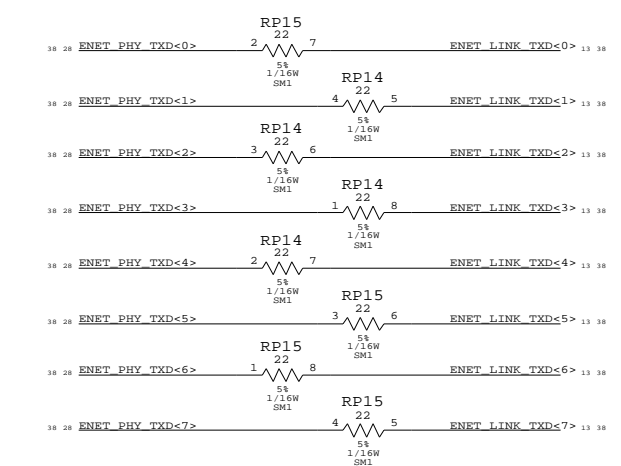 RP15
22
38 28 ENET_PHY_TXD<0> 2 7 ENET_LINK_TXD<0> 13 38
5%
1/16W
SM1
RP14
22
38 28 ENET_PHY_TXD<1> 4 5 ENET_LINK_TXD<1> 13 38
5%
1/16W
SM1
RP14
22
38 28 ENET_PHY_TXD<2> 3 6 ENET_LINK_TXD<2> 13 38
5%
1/16W
SM1
RP14
22
38 28 ENET_PHY_TXD<3> 1 8 ENET_LINK_TXD<3> 13 38
5%
1/16W
SM1
RP14
22
38 28 ENET_PHY_TXD<4> 2 7 ENET_LINK_TXD<4> 13 38
5%
1/16W
SM1
RP15
22
38 28 ENET_PHY_TXD<5> 3 6 ENET_LINK_TXD<5> 13 38
5%
1/16W
SM1
RP15
22
38 28 ENET_PHY_TXD<6> 1 8 ENET_LINK_TXD<6> 13 38
5%
1/16W
SM1
RP15
22
38 28 ENET_PHY_TXD<7> 4 5 ENET_LINK_TXD<7> 13 38
5%
1/16W
SM1